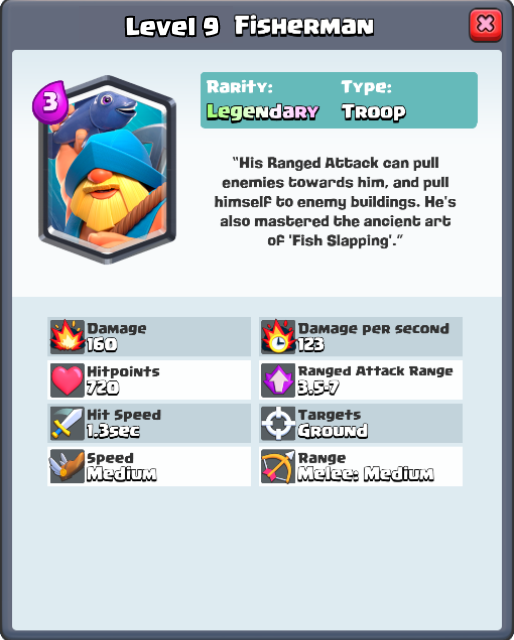 Level 9 Fisherman
3
Rarity: Type:
Legendary Troop
"His Ranged Attack can pull
enemies towards him, and pull
himself to enemy buildings. He's
also mastered the ancient art
of 'Fish Slapping'."
Damage
160
Damage per second
123
Hitpoints
720
Ranged Attack Range
3.5-7
Hit Speed
1.3sec
Targets
Ground
Speed
Medium
Range
Melee: Medium